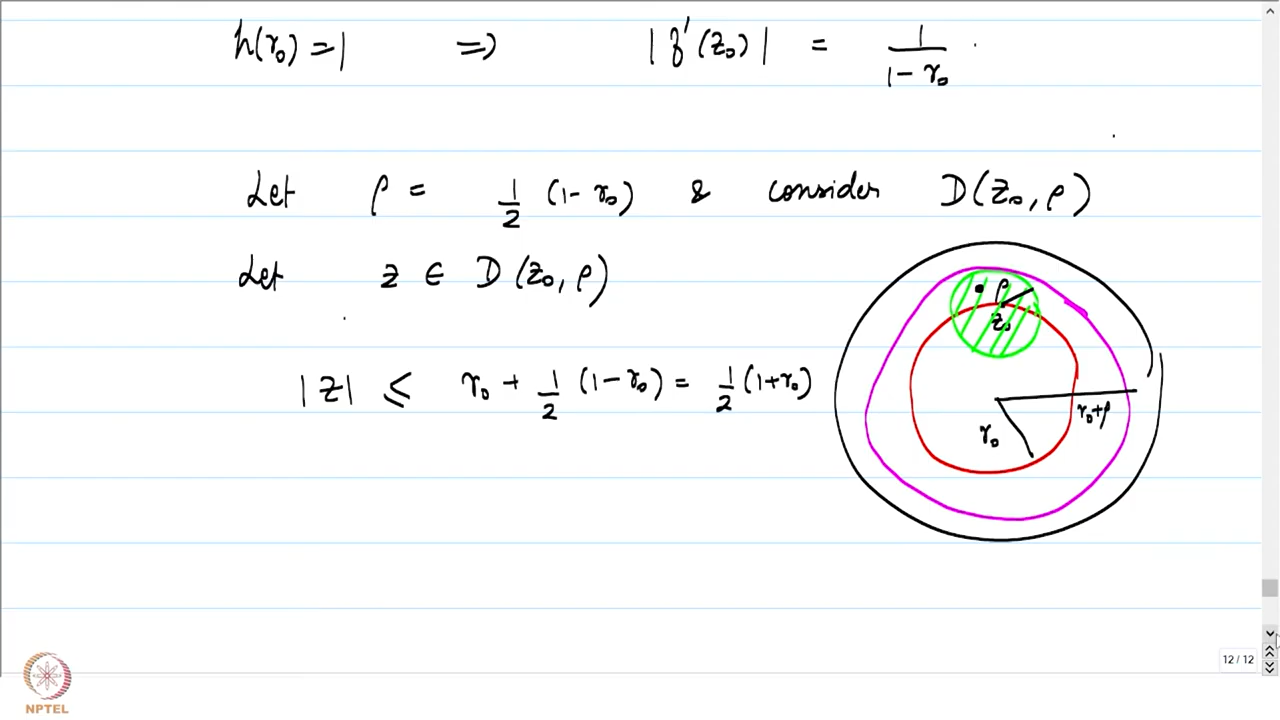 h(r₀) = 1 ⇒ |f'(z₀)| = 1/(1 - r₀).
Let ρ = 1/2 (1 - r₀) & consider D(z₀, ρ)
Let z ∈ D(z₀, ρ)
ρ
z₀
|z| ≤ r₀ + 1/2 (1 - r₀) = 1/2 (1 + r₀)
r₀+ρ
r₀
12 / 12
NPTEL